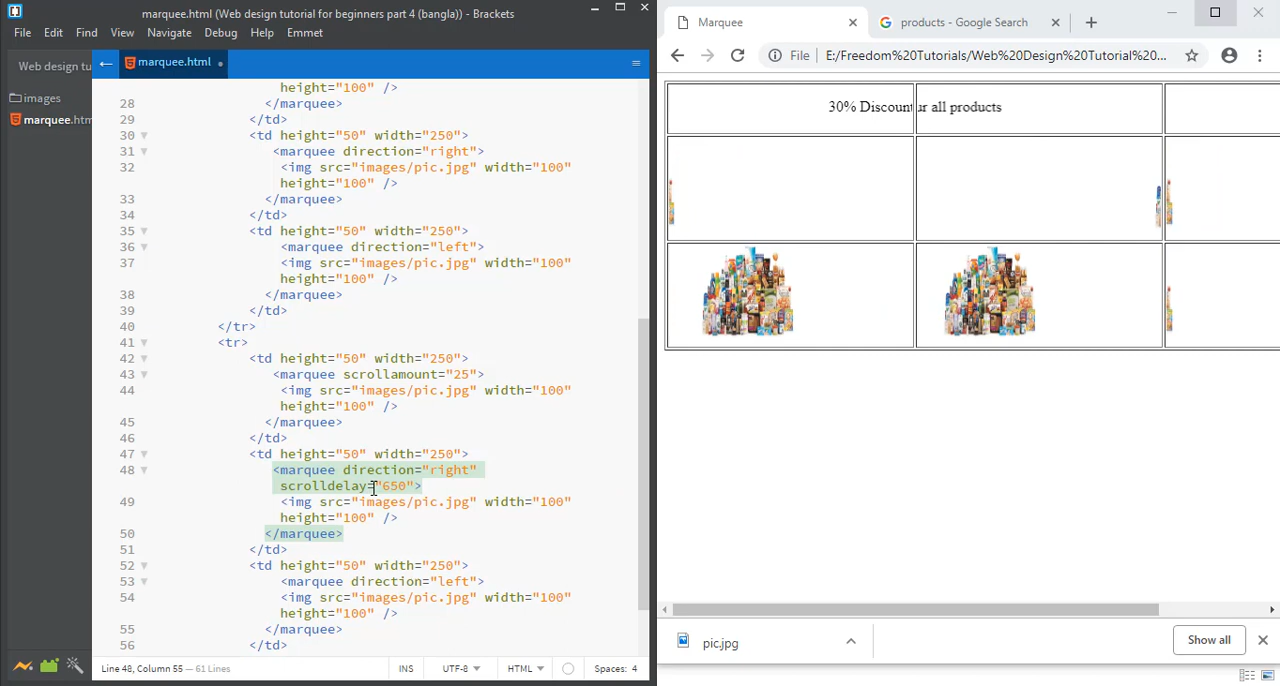 marquee.html (Web design tutorial for beginners part 4 (bangla)) - Brackets
File Edit Find View Navigate Debug Help Emmet
Web design tu
images
marquee.htm
marquee.html
height="100" />
28 </marquee>
29 </td>
30 <td height="50" width="250">
31 <marquee direction="right">
32 <img src="images/pic.jpg" width="100"
height="100" />
33 </marquee>
34 </td>
35 <td height="50" width="250">
36 <marquee direction="left">
37 <img src="images/pic.jpg" width="100"
height="100" />
38 </marquee>
39 </td>
40 </tr>
41 <tr>
42 <td height="50" width="250">
43 <marquee scrollamount="25">
44 <img src="images/pic.jpg" width="100"
height="100" />
45 </marquee>
46 </td>
47 <td height="50" width="250">
48 <marquee direction="right"
scrolldelay="650">
49 <img src="images/pic.jpg" width="100"
height="100" />
50 </marquee>
51 </td>
52 <td height="50" width="250">
53 <marquee direction="left">
54 <img src="images/pic.jpg" width="100"
height="100" />
55 </marquee>
56 </td>
Line 48, Column 55 — 61 Lines
INS UTF-8 HTML Spaces: 4
Marquee
products - Google Search
File E:/Freedom%20Tutorials/Web%20Design%20Tutorial%20...
30% Discount ur all products
pic.jpg
Show all